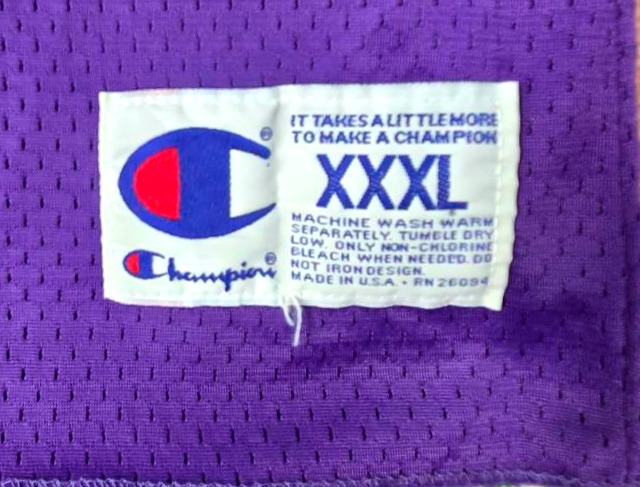 IT TAKES A LITTLE MORE
TO MAKE A CHAMPION
XXXL
MACHINE WASH WARM
SEPARATELY. TUMBLE DRY
LOW. ONLY NON-CHLORINE
BLEACH WHEN NEEDED. DO
NOT IRON DESIGN.
MADE IN U.S.A. • RN 26094
®
Champion®